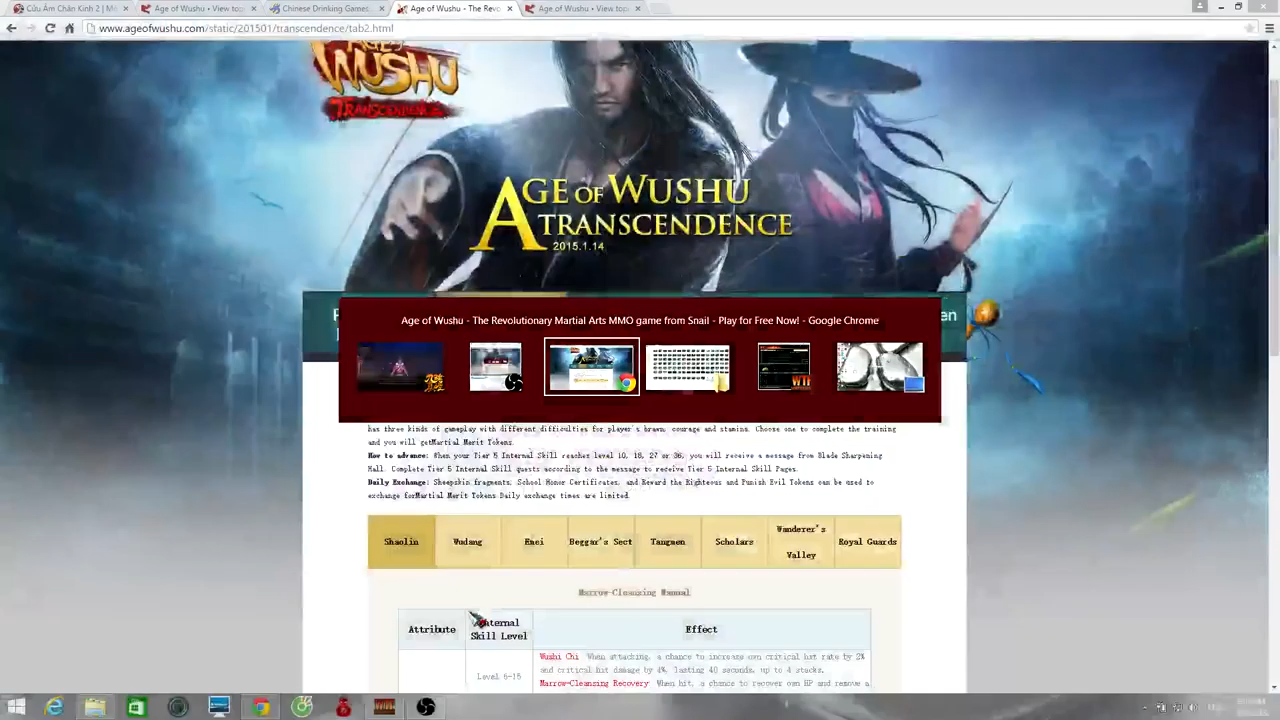 Cửu Âm Chân Kinh 2 | M
Age of Wushu • View top
Chinese Drinking Games
Age of Wushu - The Revo
Age of Wushu • View top
www.ageofwushu.com/static/201501/transcendence/tab2.html
AGE OF
WUSHU
TRANSCENDENCE
AGE OF WUSHU
TRANSCENDENCE
2015.1.14
Age of Wushu - The Revolutionary Martial Arts MMO game from Snail - Play for Free Now! - Google Chrome
has three kinds of gameplay with different difficulties for player's brawn, courage and stamina. Choose one to complete the training
and you will getMartial Merit Tokens.
How to advance: When your Tier 5 Internal Skill reaches level 10, 18, 27 or 36, you will receive a message from Blade Sharpening
Hall. Complete Tier 5 Internal Skill quests according to the message to receive Tier 5 Internal Skill Pages.
Daily Exchange: Sheepskin fragments, School Honor Certificates, and Reward the Righteous and Punish Evil Tokens can be used to
exchange forMartial Merit Tokens.Daily exchange times are limited.
Shaolin Wudang Emei Beggar's Sect Tangmen Scholars Wanderer's Valley Royal Guards
Marrow-Cleansing Manual
Attribute Internal Skill Level Effect
Wushi Chi When attacking, a chance to increase own critical hit rate by 2%
and critical hit damage by 4%, lasting 40 seconds, up to 4 stacks.
Level 6-15
Marrow-Cleansing Recovery When hit, a chance to recover own HP and remove a